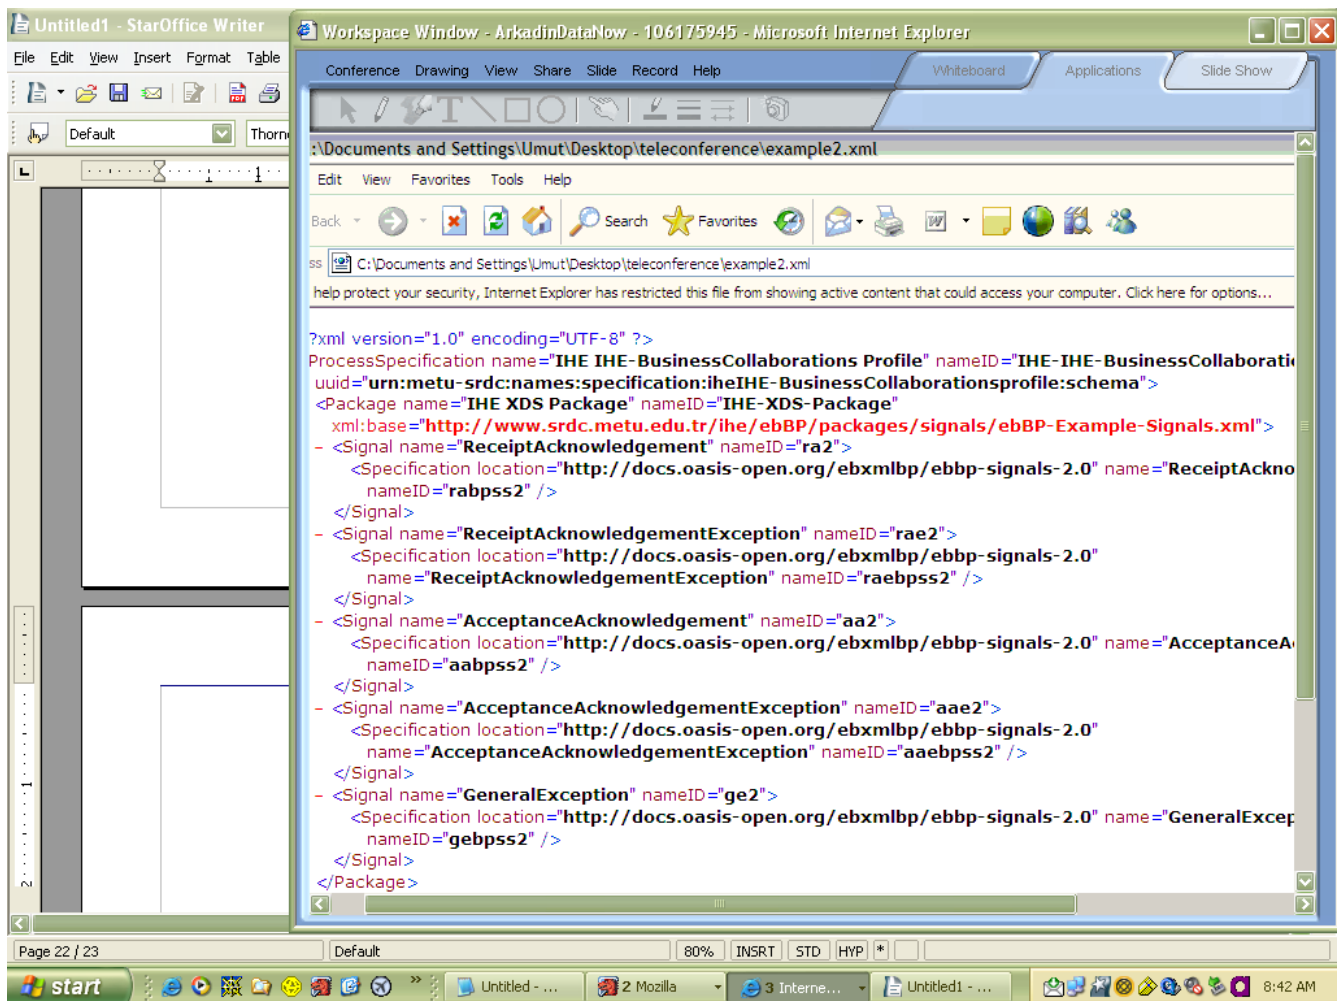 Untitled1 - StarOffice Writer
File Edit View Insert Format Table
Default
Thorn
1
Page 22 / 23
Default
80%
INSRT
STD
HYP
*
Workspace Window - ArkadinDataNow - 106175945 - Microsoft Internet Explorer
Conference Drawing View Share Slide Record Help
Whiteboard
Applications
Slide Show
:\Documents and Settings\Umut\Desktop\teleconference\example2.xml
Edit View Favorites Tools Help
Back
Search
Favorites
ss C:\Documents and Settings\Umut\Desktop\teleconference\example2.xml
help protect your security, Internet Explorer has restricted this file from showing active content that could access your computer. Click here for options...
?xml version="1.0" encoding="UTF-8" ?>
ProcessSpecification name="IHE IHE-BusinessCollaborations Profile" nameID="IHE-IHE-BusinessCollaborati
uuid="urn:metu-srdc:names:specification:iheIHE-BusinessCollaborationsprofile:schema">
<Package name="IHE XDS Package" nameID="IHE-XDS-Package"
xml:base="http://www.srdc.metu.edu.tr/ihe/ebBP/packages/signals/ebBP-Example-Signals.xml">
- <Signal name="ReceiptAcknowledgement" nameID="ra2">
<Specification location="http://docs.oasis-open.org/ebxmlbp/ebbp-signals-2.0" name="ReceiptAckno
nameID="rabpss2" />
</Signal>
- <Signal name="ReceiptAcknowledgementException" nameID="rae2">
<Specification location="http://docs.oasis-open.org/ebxmlbp/ebbp-signals-2.0"
name="ReceiptAcknowledgementException" nameID="raebpss2" />
</Signal>
- <Signal name="AcceptanceAcknowledgement" nameID="aa2">
<Specification location="http://docs.oasis-open.org/ebxmlbp/ebbp-signals-2.0" name="AcceptanceA
nameID="aabpss2" />
</Signal>
- <Signal name="AcceptanceAcknowledgementException" nameID="aae2">
<Specification location="http://docs.oasis-open.org/ebxmlbp/ebbp-signals-2.0"
name="AcceptanceAcknowledgementException" nameID="aaebpss2" />
</Signal>
- <Signal name="GeneralException" nameID="ge2">
<Specification location="http://docs.oasis-open.org/ebxmlbp/ebbp-signals-2.0" name="GeneralExcep
nameID="gebpss2" />
</Signal>
</Package>
start
Untitled - ...
2 Mozilla
3 Interne...
Untitled1 - ...
8:42 AM